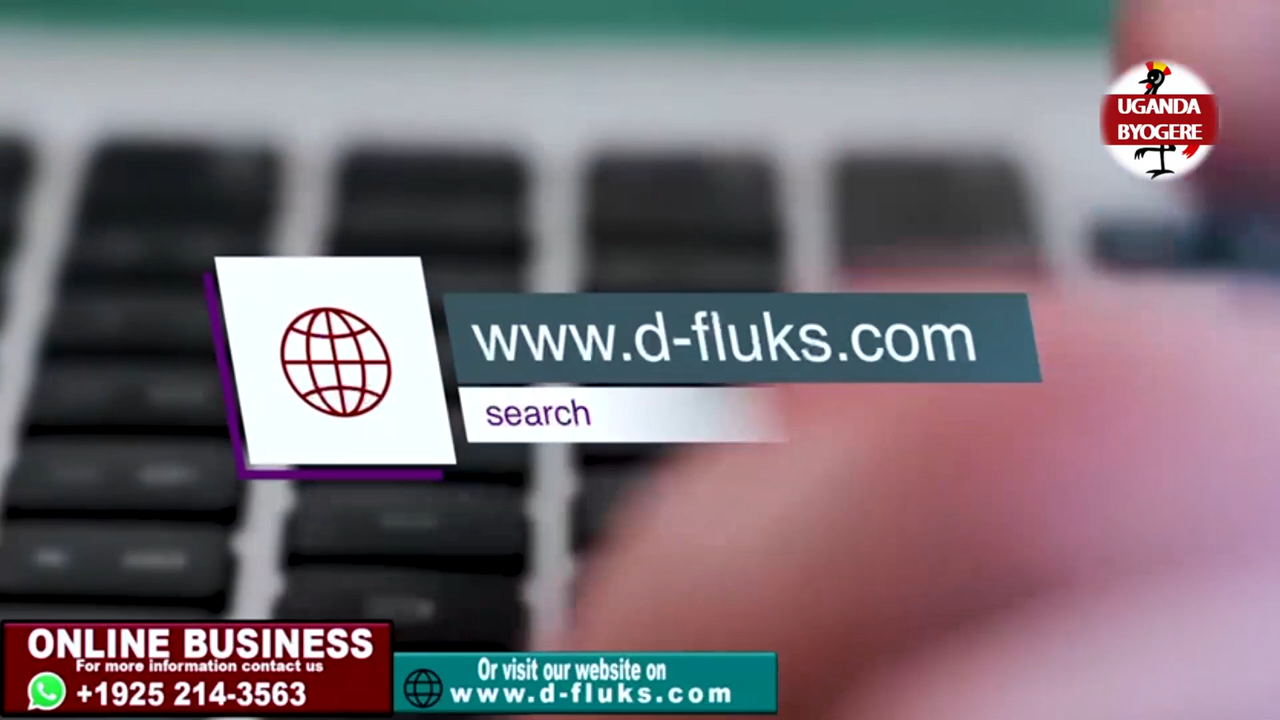 UGANDA
BYOGERE
www.d-fluks.com
search
ONLINE BUSINESS
For more information contact us
+1925 214-3563
Or visit our website on
www.d-fluks.com